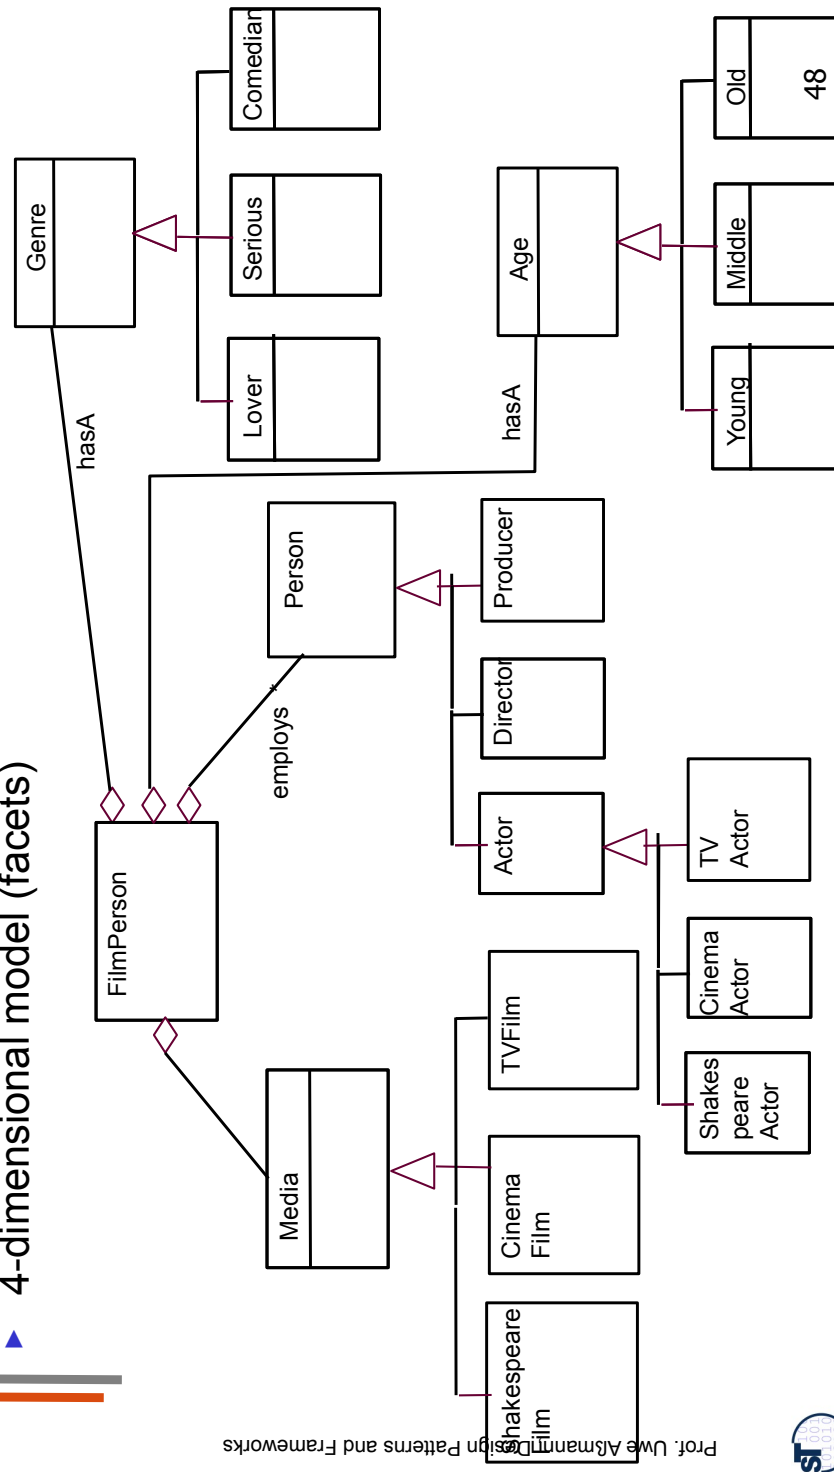 ► 4-dimensional model (facets)
FilmPerson
hasA
Genre
Lover
Serious
Comedian
employs
Person
hasA
Age
Media
Shakespeare
Film
Cinema
Film
TVFilm
Actor
Director
Producer
Young
Middle
Old
Shakes
peare
Actor
Cinema
Actor
TV
Actor
Prof. Uwe Aßmann, Design Patterns and Frameworks
48
ST